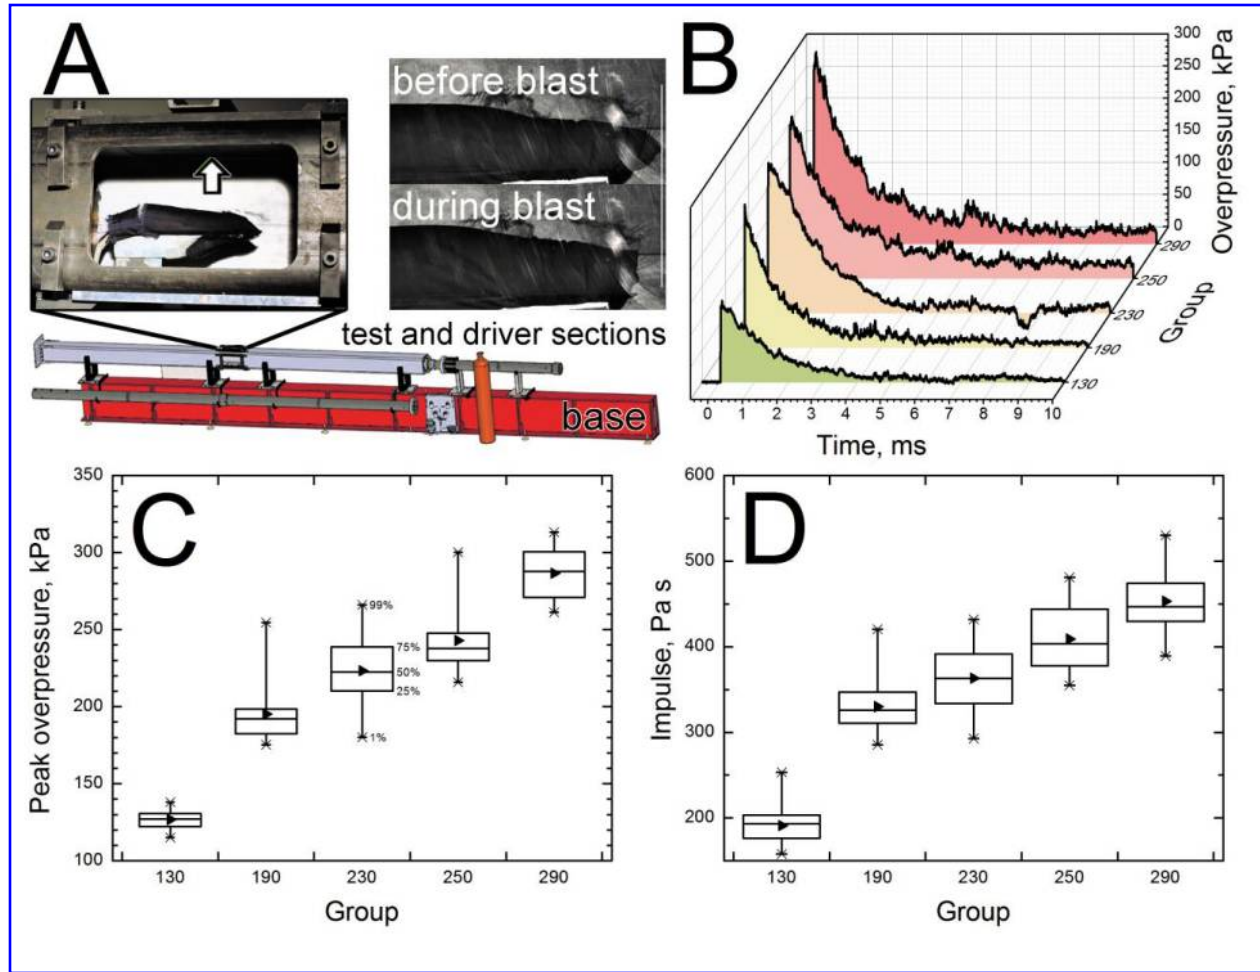 A
before blast
during blast
test and driver sections
base
B
300
250
200
150
100
50
0
Overpressure, kPa
290
250
230
190
130
Group
0 1 2 3 4 5 6 7 8 9 10
Time, ms
C
350
300
250
200
150
100
Peak overpressure, kPa
99%
75%
50%
25%
1%
130 190 230 250 290
Group
D
600
500
400
300
200
Impulse, Pa s
130 190 230 250 290
Group